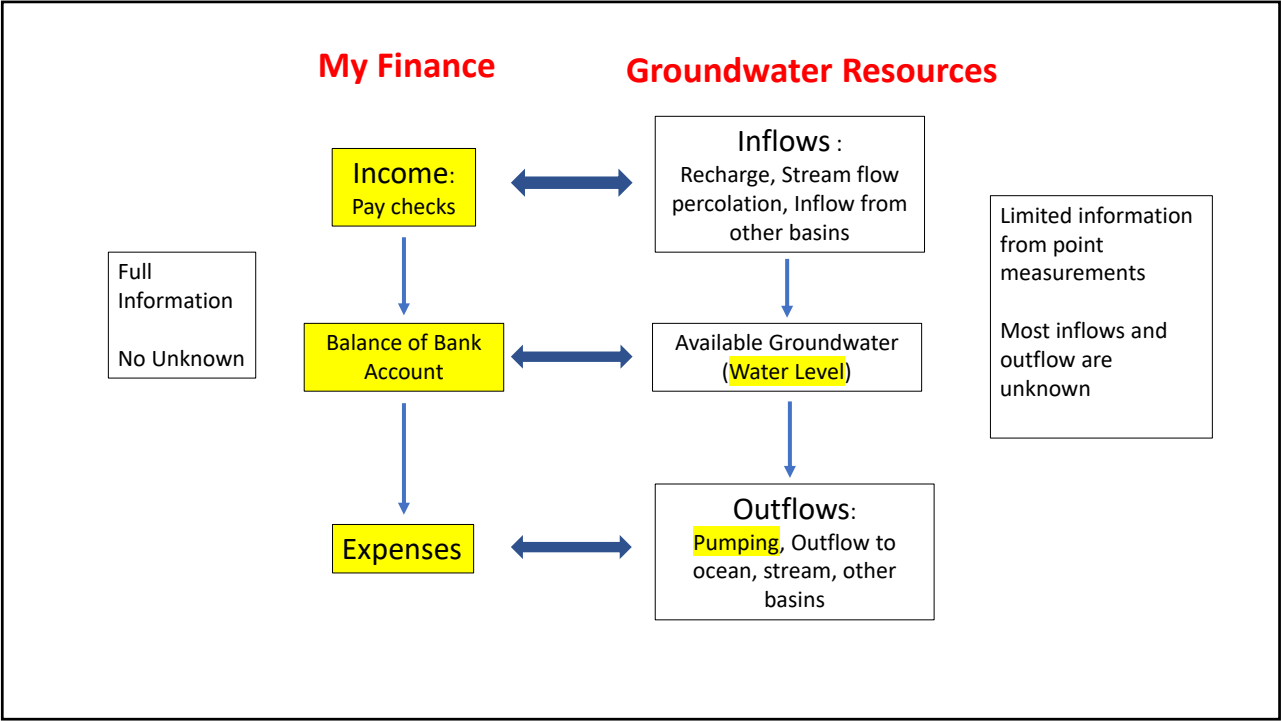 My Finance
Groundwater Resources
Income:
Pay checks
Inflows :
Recharge, Stream flow
percolation, Inflow from
other basins
Full
Information
No Unknown
Limited information
from point
measurements
Most inflows and
outflow are
unknown
Balance of Bank
Account
Available Groundwater
(Water Level)
Expenses
Outflows:
Pumping, Outflow to
ocean, stream, other
basins